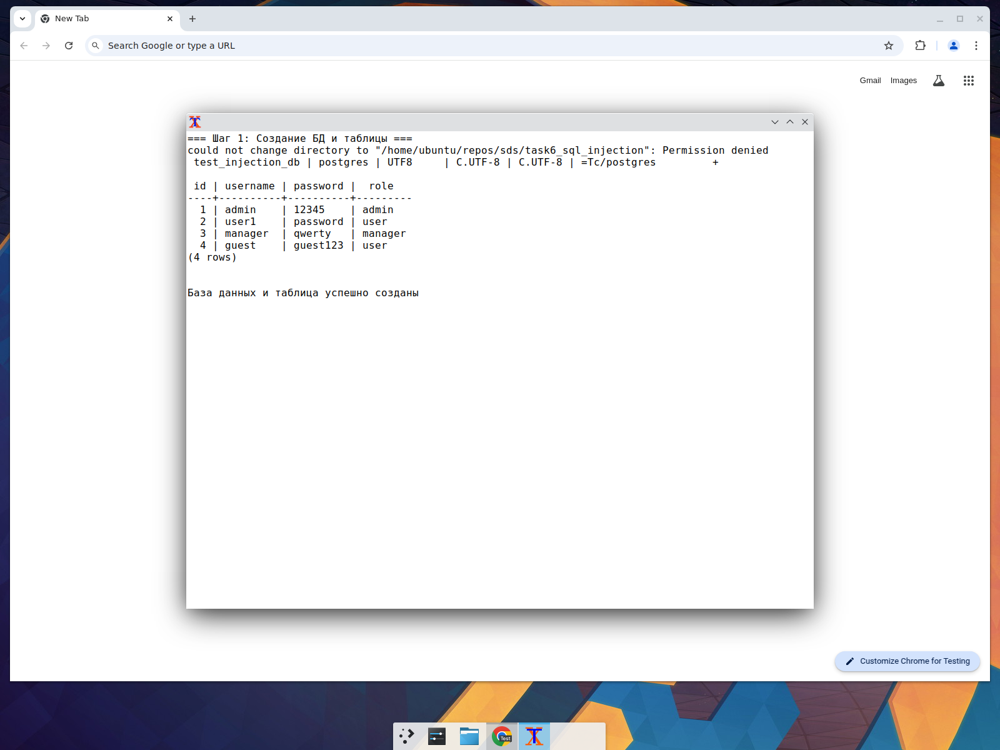 New Tab
Search Google or type a URL
Gmail Images
=== Шаг 1: Создание БД и таблицы ===
could not change directory to "/home/ubuntu/repos/sds/task6_sql_injection": Permission denied
 test_injection_db | postgres | UTF8     | C.UTF-8 | C.UTF-8 | =Tc/postgres         +
 id | username | password |  role
----+----------+----------+---------
  1 | admin    | 12345    | admin
  2 | user1    | password | user
  3 | manager  | qwerty   | manager
  4 | guest    | guest123 | user
(4 rows)
База данных и таблица успешно созданы
Customize Chrome for Testing
Test